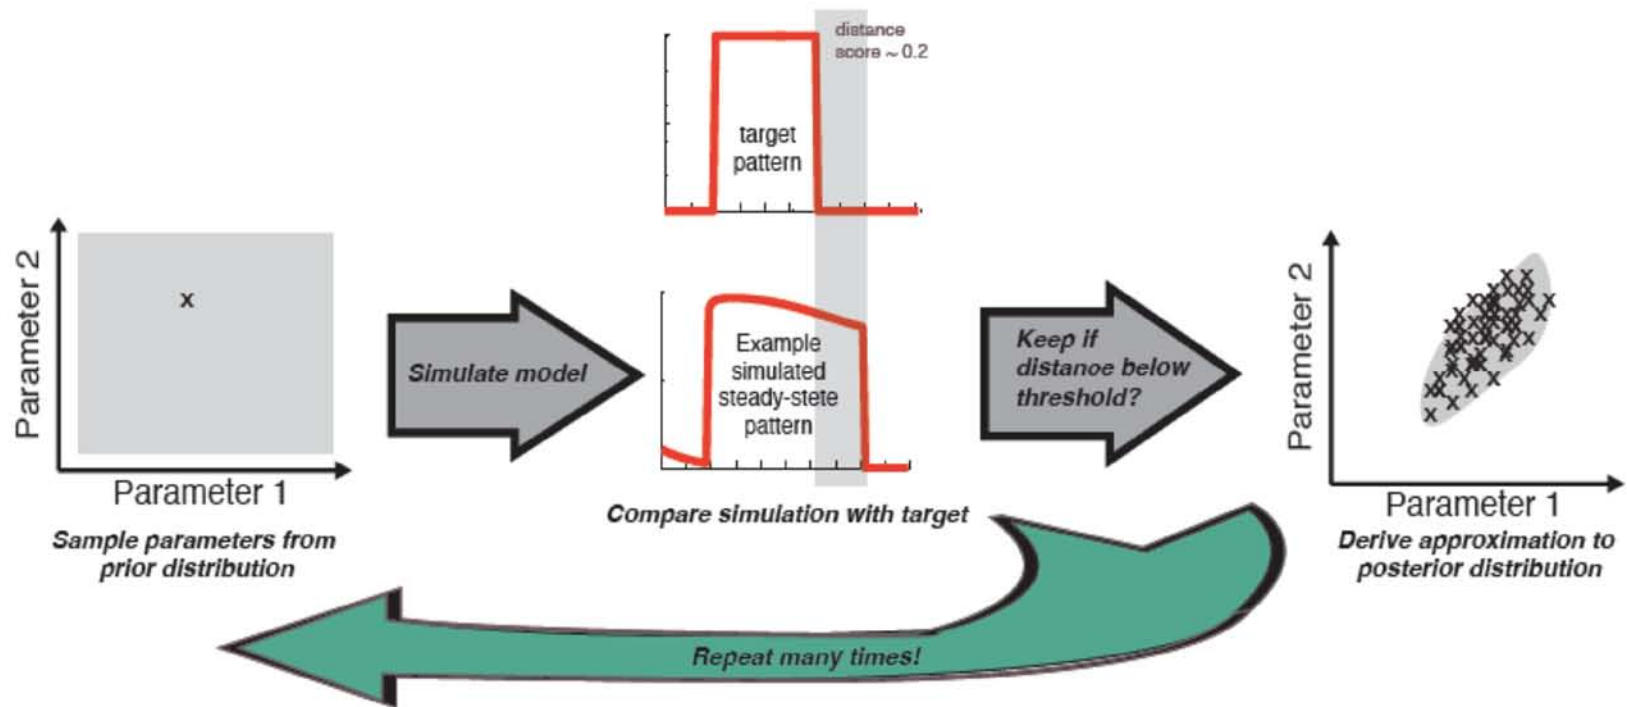 distance
score ~ 0.2
target
pattern
Parameter 2
x
Parameter 1
Sample parameters from
prior distribution
Simulate model
Example
simulated
steady-stete
pattern
Compare simulation with target
Keep if
distanoe below
threshold?
Parameter 2
Parameter 1
Derive approximation to
posterior distribution
Repeat many times!